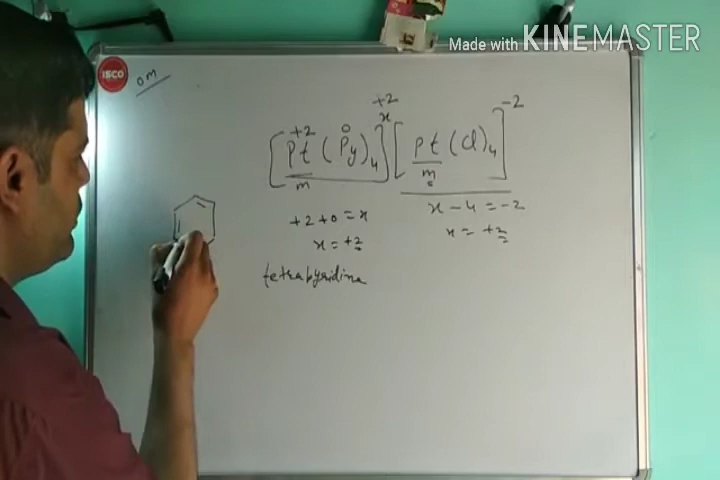 Made with KINEMASTER
ISCO
OM
+2 -2
+2 0 x
[Pt(Py)4] [Pt(Cl)4]
m m
+2+0=x x-4=-2
x=+2 x=+2
tetrapyridine